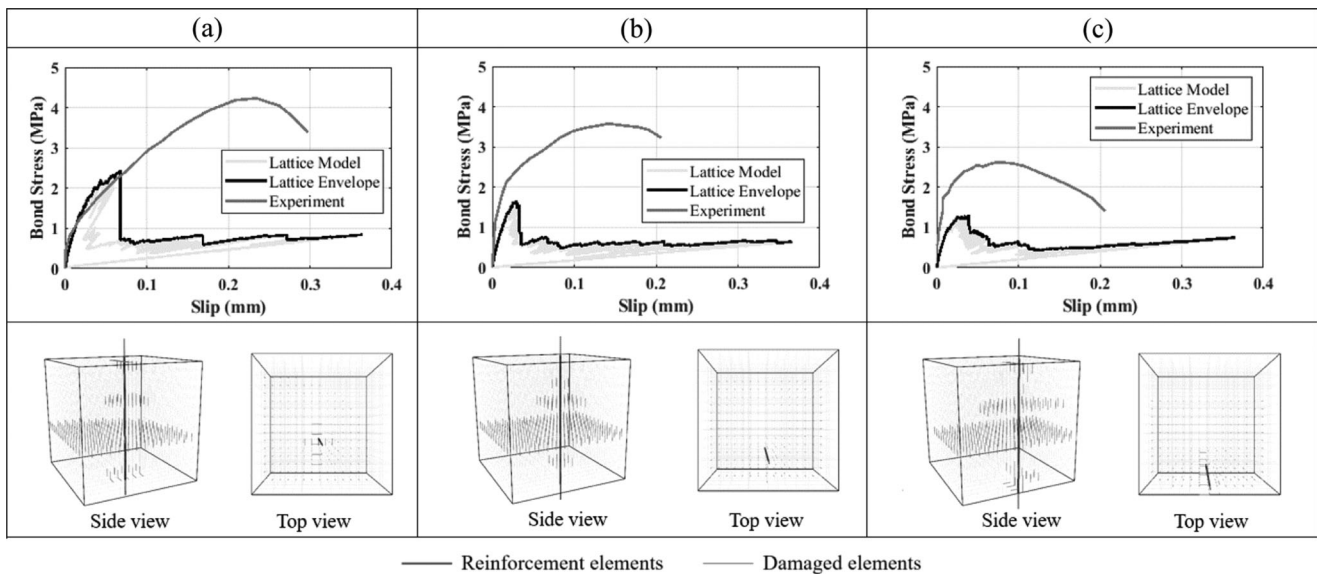 (a)
(b)
(c)
5
4
3
2
1
0
Bond Stress (MPa)
Lattice Model
Lattice Envelope
Experiment
0
0.1
0.2
0.3
0.4
Slip (mm)
5
4
3
2
1
0
Bond Stress (MPa)
Lattice Model
Lattice Envelope
Experiment
0
0.1
0.2
0.3
0.4
Slip (mm)
5
4
3
2
1
0
Bond Stress (MPa)
Lattice Model
Lattice Envelope
Experiment
0
0.1
0.2
0.3
0.4
Slip (mm)
Side view
Top view
Side view
Top view
Side view
Top view
Reinforcement elements
Damaged elements